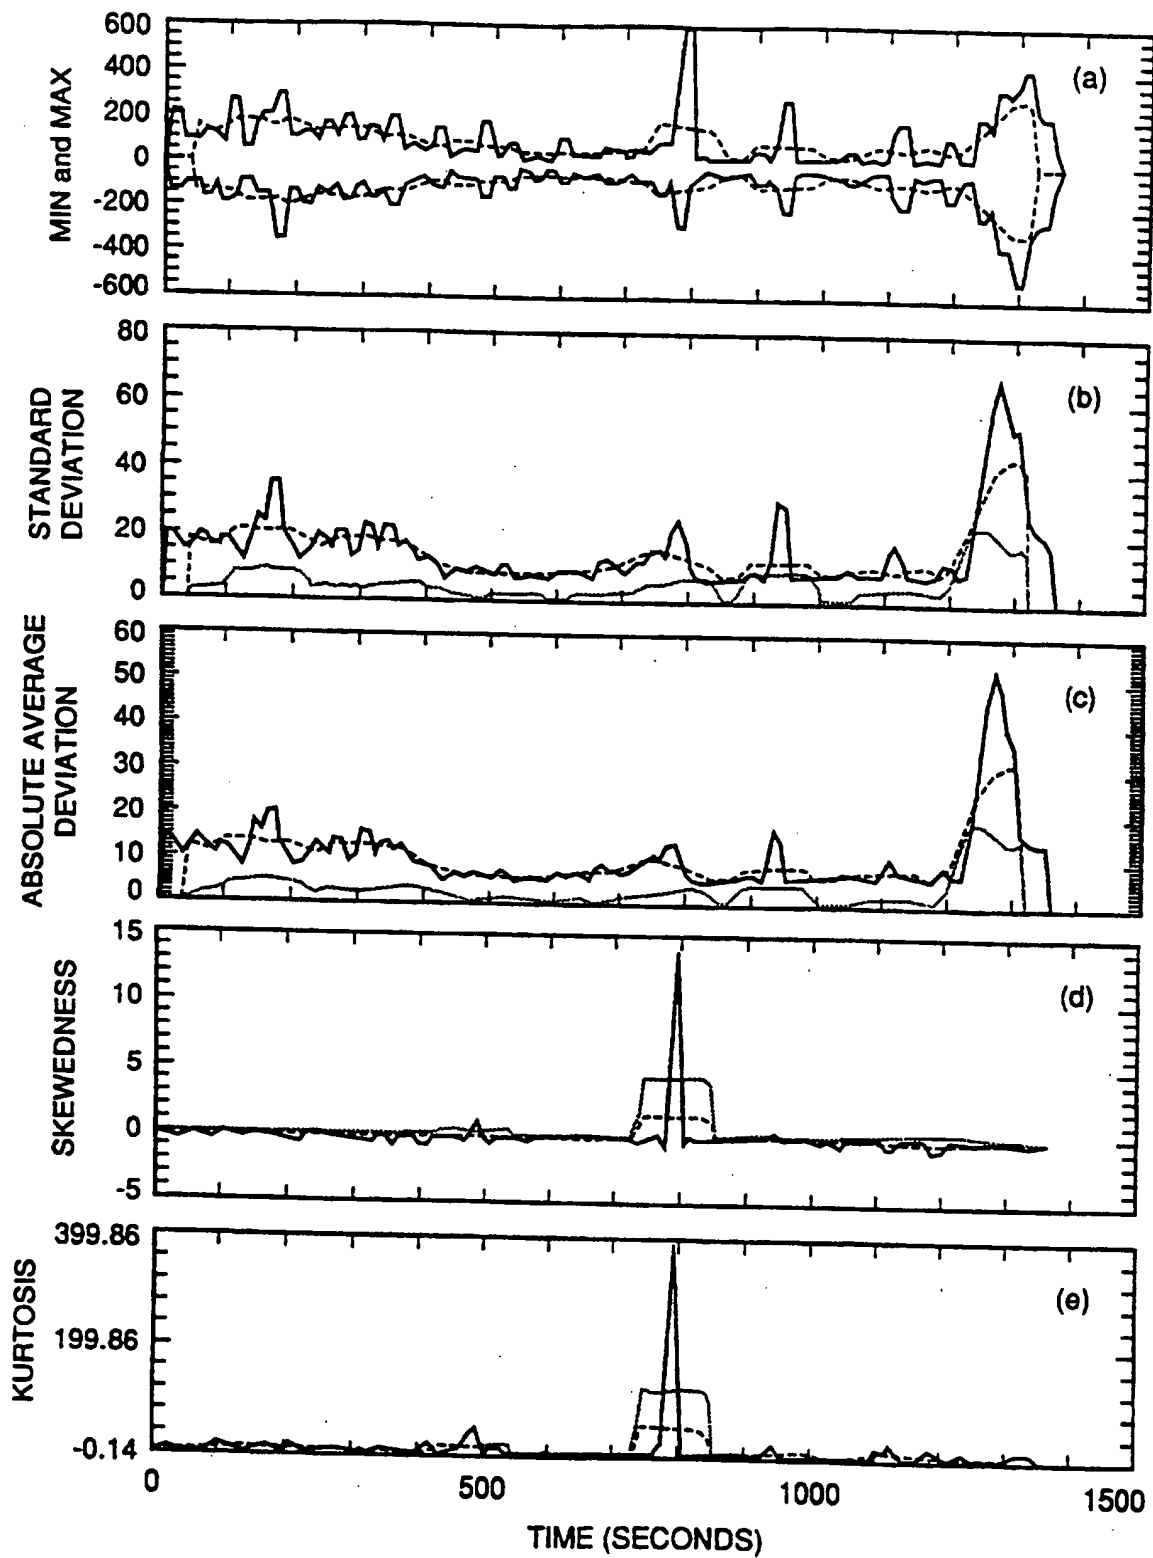 600
400
200
0
-200
-400
-600
MIN and MAX
(a)
80
60
40
20
0
STANDARD
DEVIATION
(b)
60
50
40
30
20
10
0
ABSOLUTE AVERAGE
DEVIATION
(c)
15
10
5
0
-5
SKEWEDNESS
(d)
399.86
199.86
-0.14
KURTOSIS
(e)
0
500
1000
1500
TIME (SECONDS)